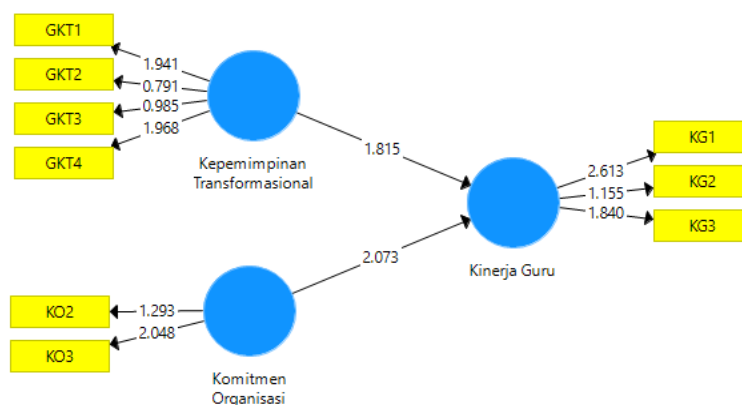 GKT1
GKT2
GKT3
GKT4
1.941
0.791
0.985
1.968
Kepemimpinan
Transformasional
1.815
KG1
KG2
KG3
2.613
1.155
1.840
Kinerja Guru
2.073
KO2
KO3
1.293
2.048
Komitmen
Organisasi